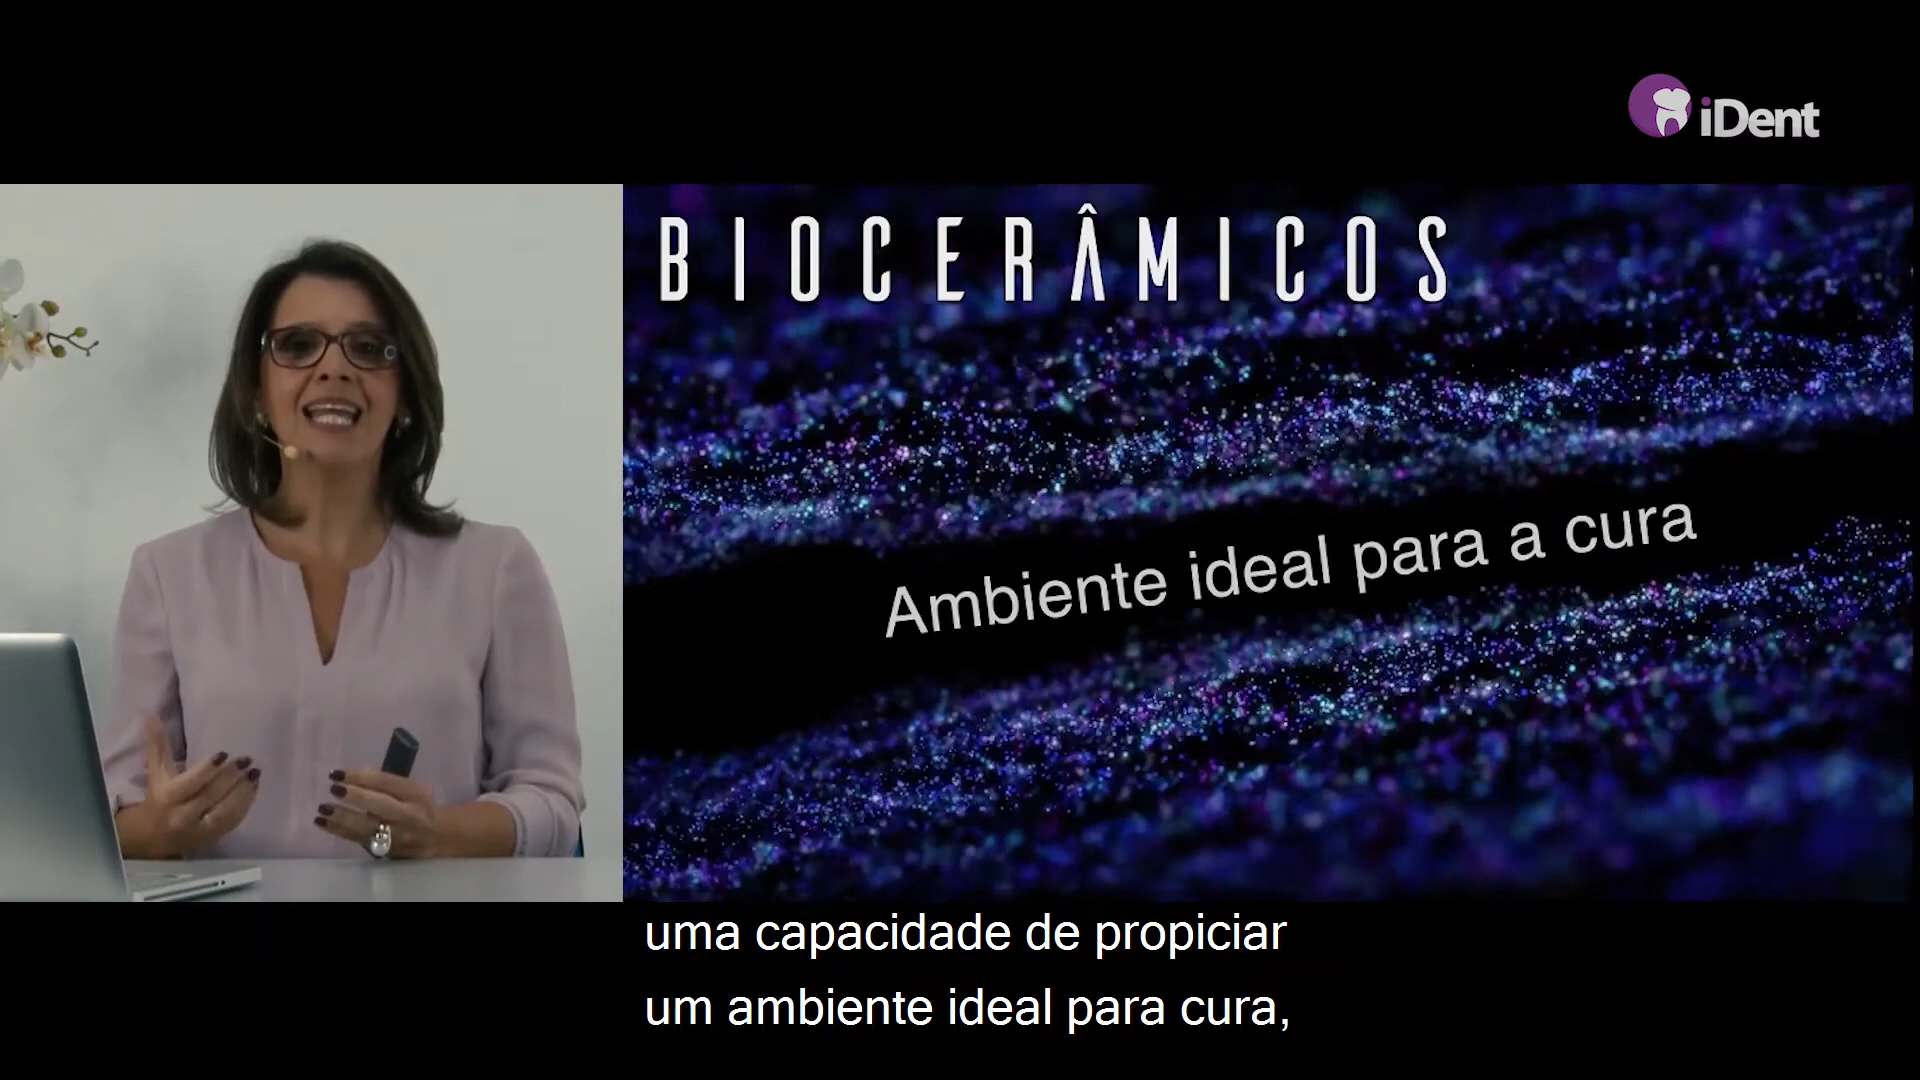 iDent
BIOCERÂMICOS
Ambiente ideal para a cura
uma capacidade de propiciar
um ambiente ideal para cura,